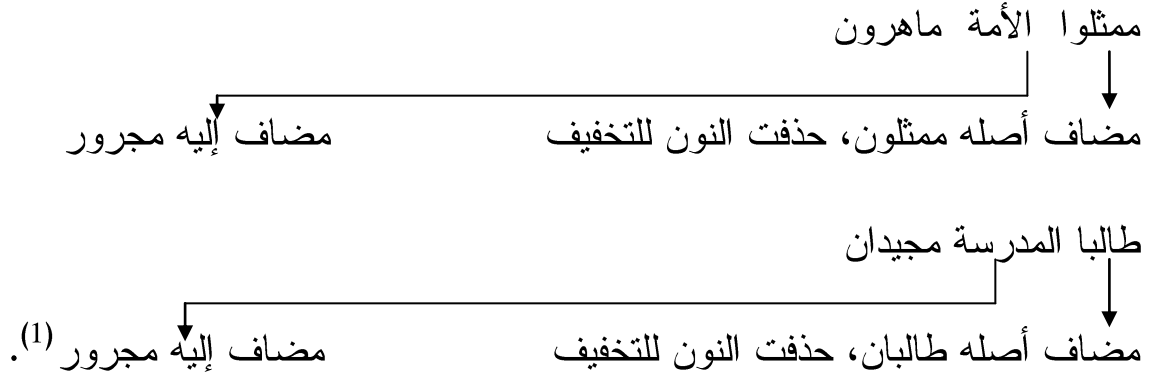 ممثلوا الأمة ماهرون
مضاف أصله ممثلون، حذفت النون للتخفيف مضاف إليه مجرور
طالبا المدرسة مجيدان
مضاف أصله طالبان، حذفت النون للتخفيف مضاف إليه مجرور (1).